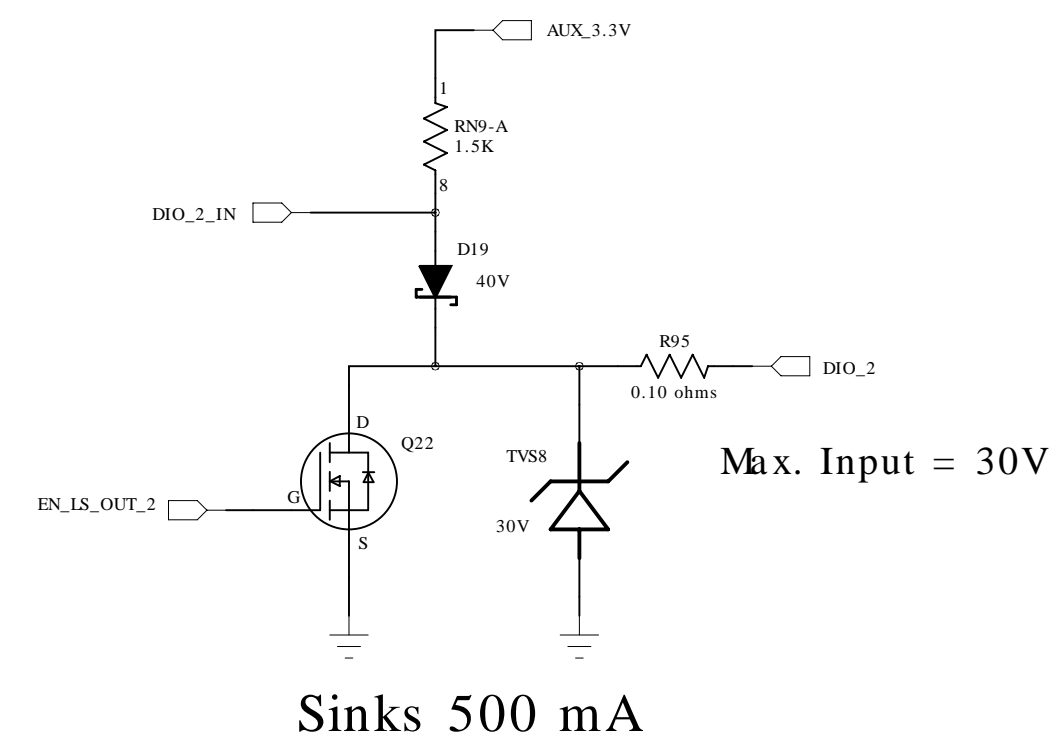 AUX_3.3V
1
RN9-A
1.5K
8
DIO_2_IN
D19
40V
R95
DIO_2
0.10 ohms
D
Q22
TVS8
Max. Input = 30V
G
EN_LS_OUT_2
30V
S
Sinks 500 mA